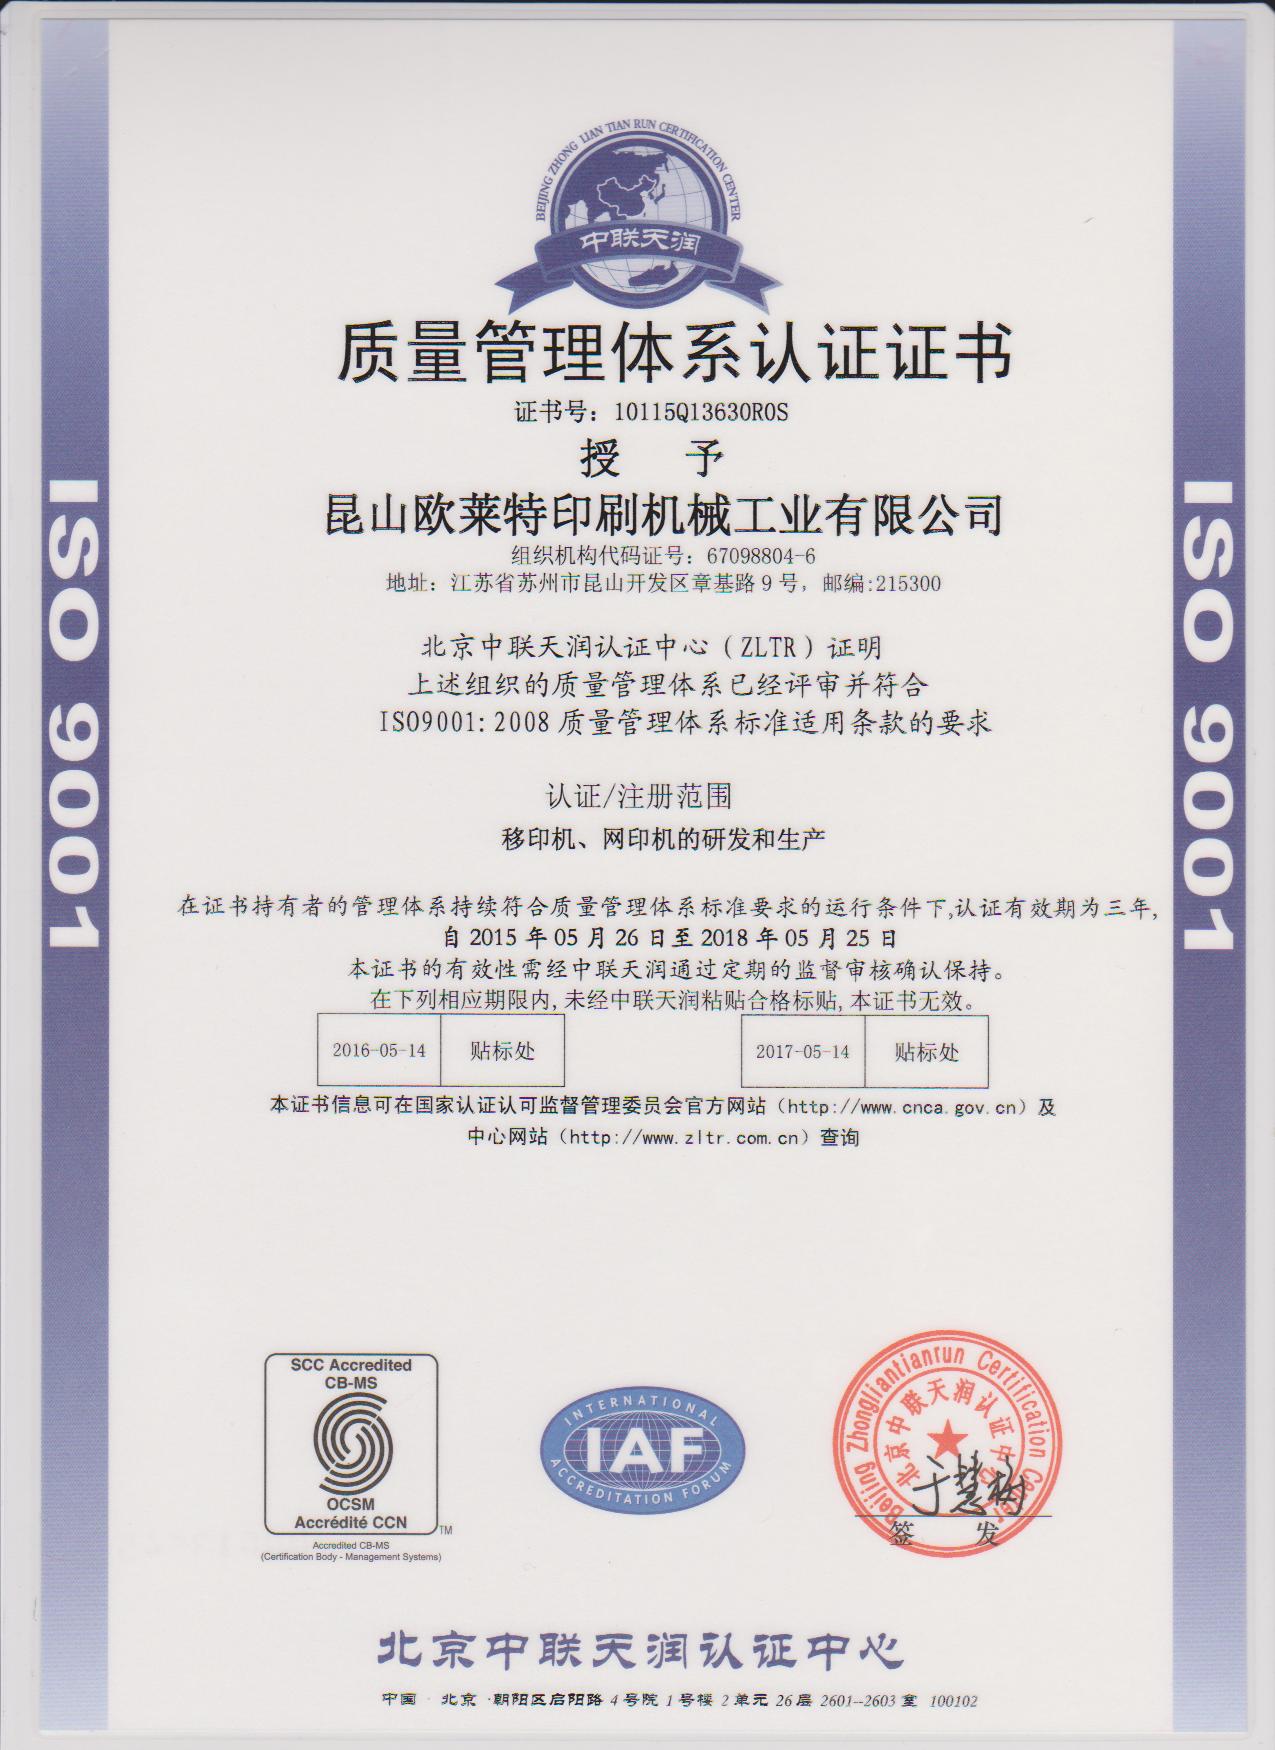 BEIJING ZHONG LIAN TIAN RUN CERTIFICATION CENTER
中联天润
质量管理体系认证证书
证书号：10115Q13630R0S
授 予
昆山欧莱特印刷机械工业有限公司
组织机构代码证号：67098804-6
地址：江苏省苏州市昆山开发区章基路 9 号，邮编:215300
北京中联天润认证中心（ZLTR）证明
上述组织的质量管理体系已经评审并符合
ISO9001:2008 质量管理体系标准适用条款的要求
认证/注册范围
移印机、网印机的研发和生产
在证书持有者的管理体系持续符合质量管理体系标准要求的运行条件下,认证有效期为三年,
自 2015 年 05 月 26 日至 2018 年 05 月 25 日
本证书的有效性需经中联天润通过定期的监督审核确认保持。
在下列相应期限内,未经中联天润粘贴合格标贴,本证书无效。
2016-05-14 贴标处 2017-05-14 贴标处
本证书信息可在国家认证认可监督管理委员会官方网站（http://www.cnca.gov.cn）及
中心网站（http://www.zltr.com.cn）查询
ISO 9001
ISO 9001
SCC Accredited
CB-MS
OCSM
Accrédité CCN
TM
Accredited CB-MS
(Certification Body - Management Systems)
INTERNATIONAL
IAF
ACCREDITATION FORUM
Beijing Zhongliantianrun Certification Center
北京中联天润认证中心
于慧树
签 发
北京中联天润认证中心
中国·北京·朝阳区启阳路 4 号院 1 号楼 2 单元 26 层 2601--2603 室 100102